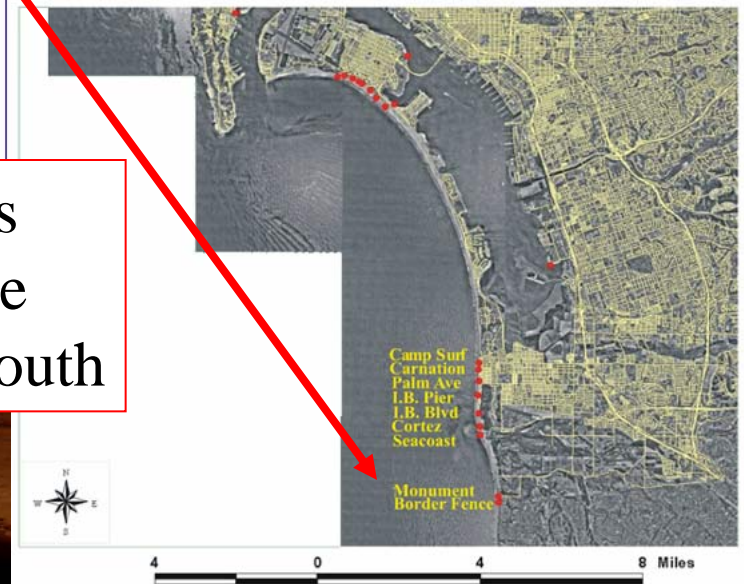 s
e
outh
Camp Surf
Carnation
Palm Ave
I.B. Pier
I.B. Blvd
Cortez
Seacoast
Monument
Border Fence
N
W E
S
4 0 4 8 Miles